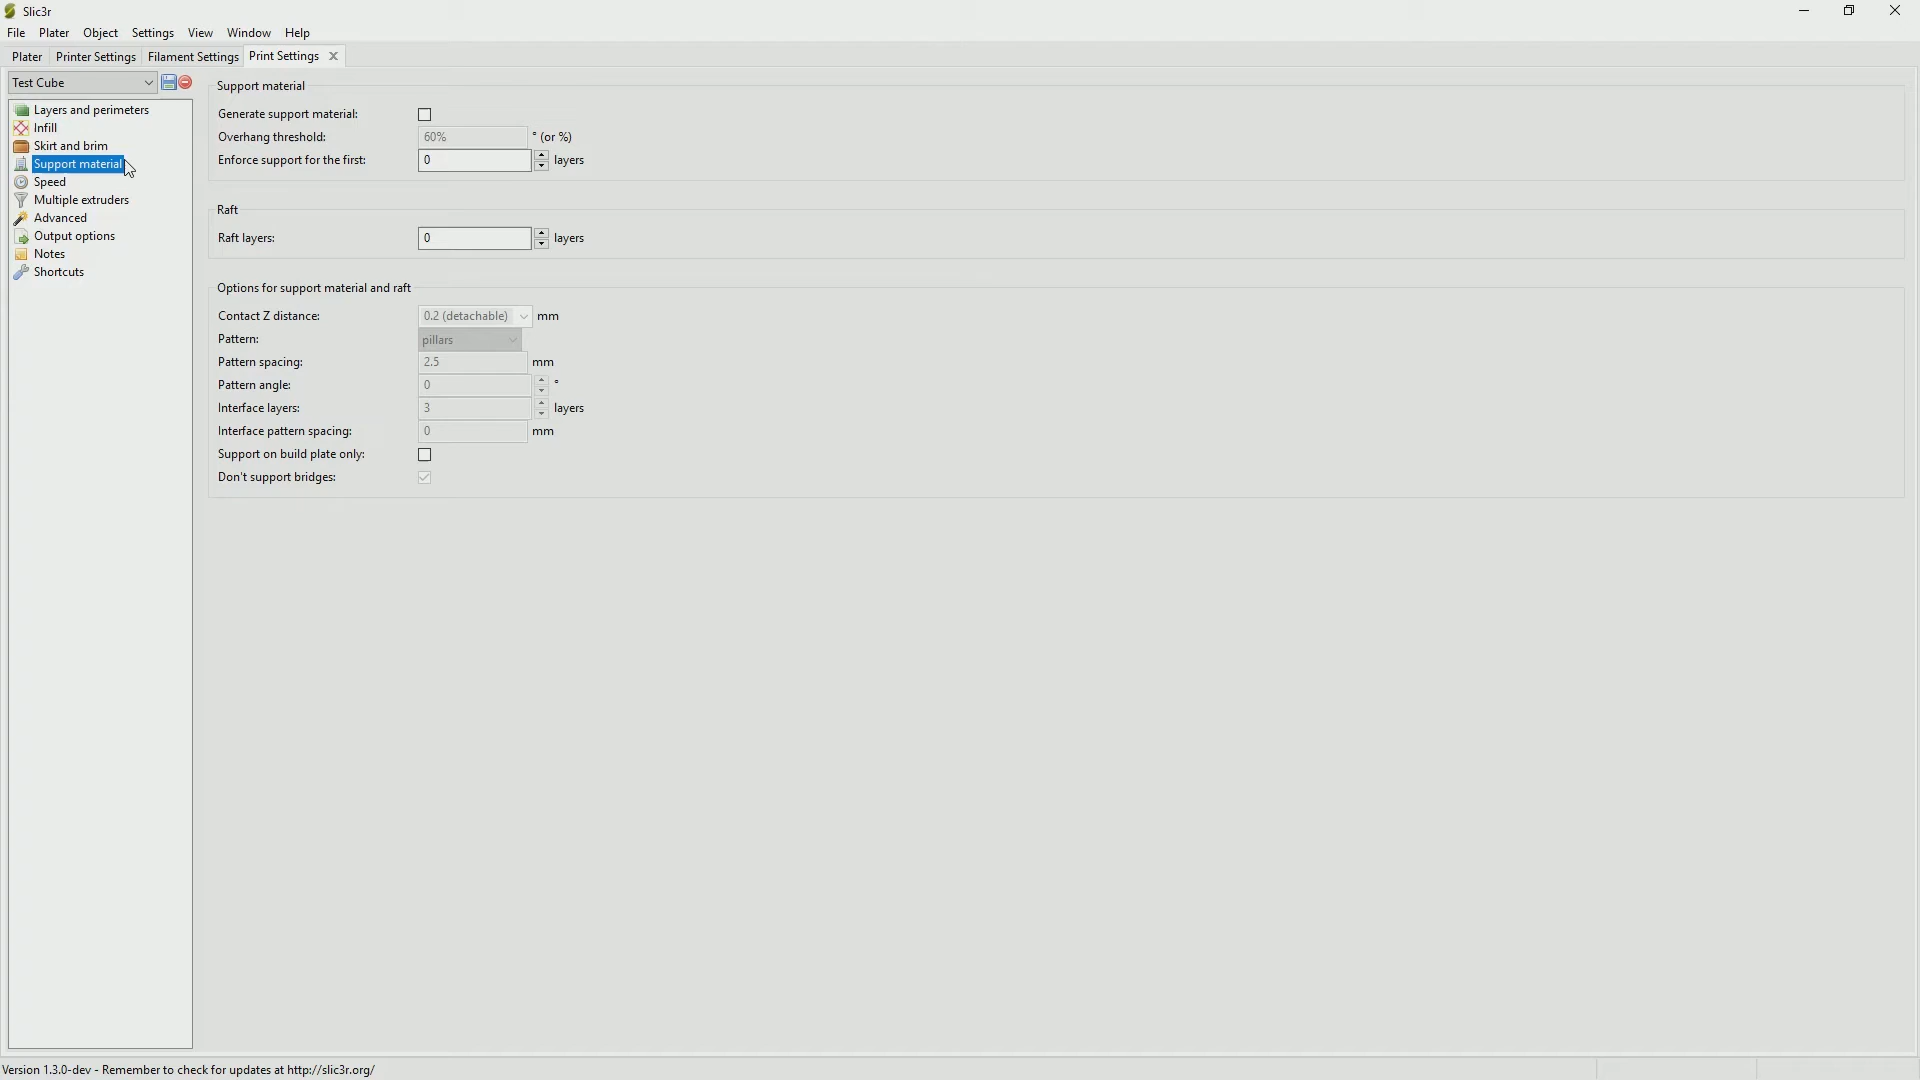 Slic3r
File Plater Object Settings View Window Help
Plater Printer Settings Filament Settings Print Settings
Test Cube
Layers and perimeters
Infill
Skirt and brim
Support material
Speed
Multiple extruders
Advanced
Output options
Notes
Shortcuts
Support material
Generate support material:
Overhang threshold: 60% ° (or %)
Enforce support for the first: 0 layers
Raft
Raft layers: 0 layers
Options for support material and raft
Contact Z distance: 0.2 (detachable) mm
Pattern: pillars
Pattern spacing: 2.5 mm
Pattern angle: 0 °
Interface layers: 3 layers
Interface pattern spacing: 0 mm
Support on build plate only:
Don't support bridges:
Version 1.3.0-dev - Remember to check for updates at http://slic3r.org/